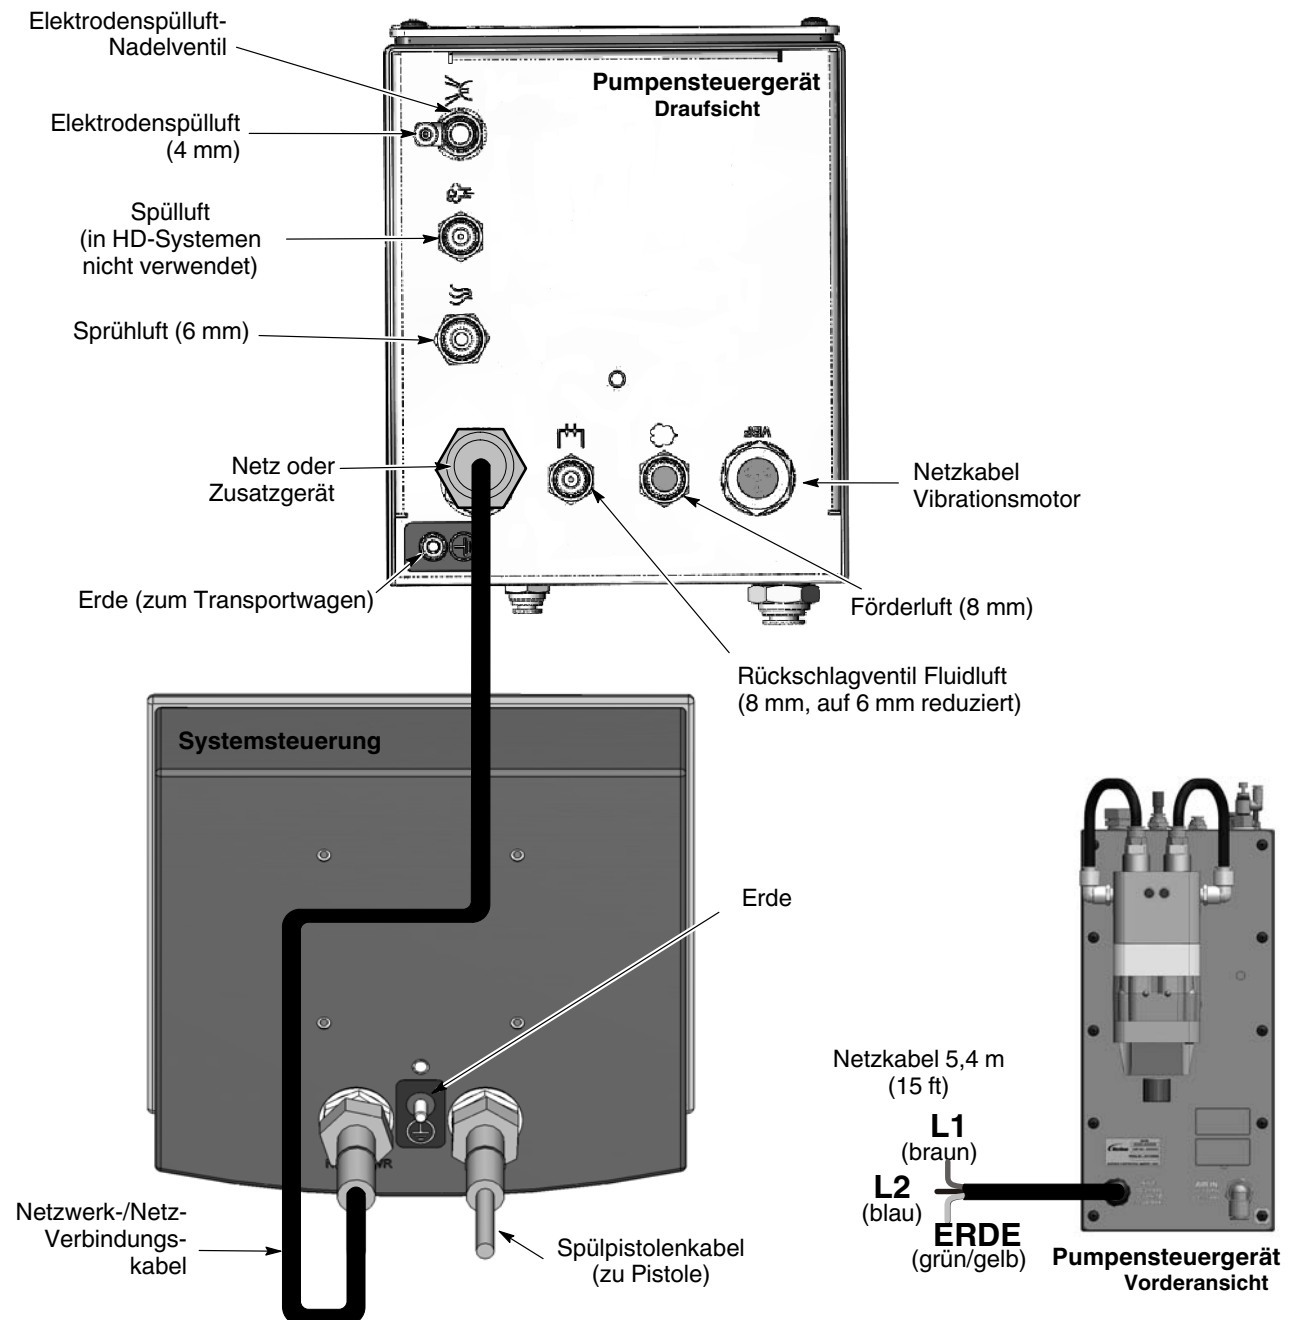 Elektrodenspülluft-
Nadelventil
Pumpensteuergerät
Draufsicht
Elektrodenspülluft
(4 mm)
Spülluft
(in HD-Systemen
nicht verwendet)
Sprühluft (6 mm)
VIB
Netz oder
Zusatzgerät
Netzkabel
Vibrationsmotor
Erde (zum Transportwagen)
Förderluft (8 mm)
Rückschlagventil Fluidluft
(8 mm, auf 6 mm reduziert)
Systemsteuerung
Erde
Netzkabel 5,4 m
(15 ft)
L1
(braun)
L2
(blau)
ERDE
(grün/gelb)
AIR IN
Netzwerk-/Netz-
Verbindungs-
kabel
Spülpistolenkabel
(zu Pistole)
Pumpensteuergerät
Vorderansicht